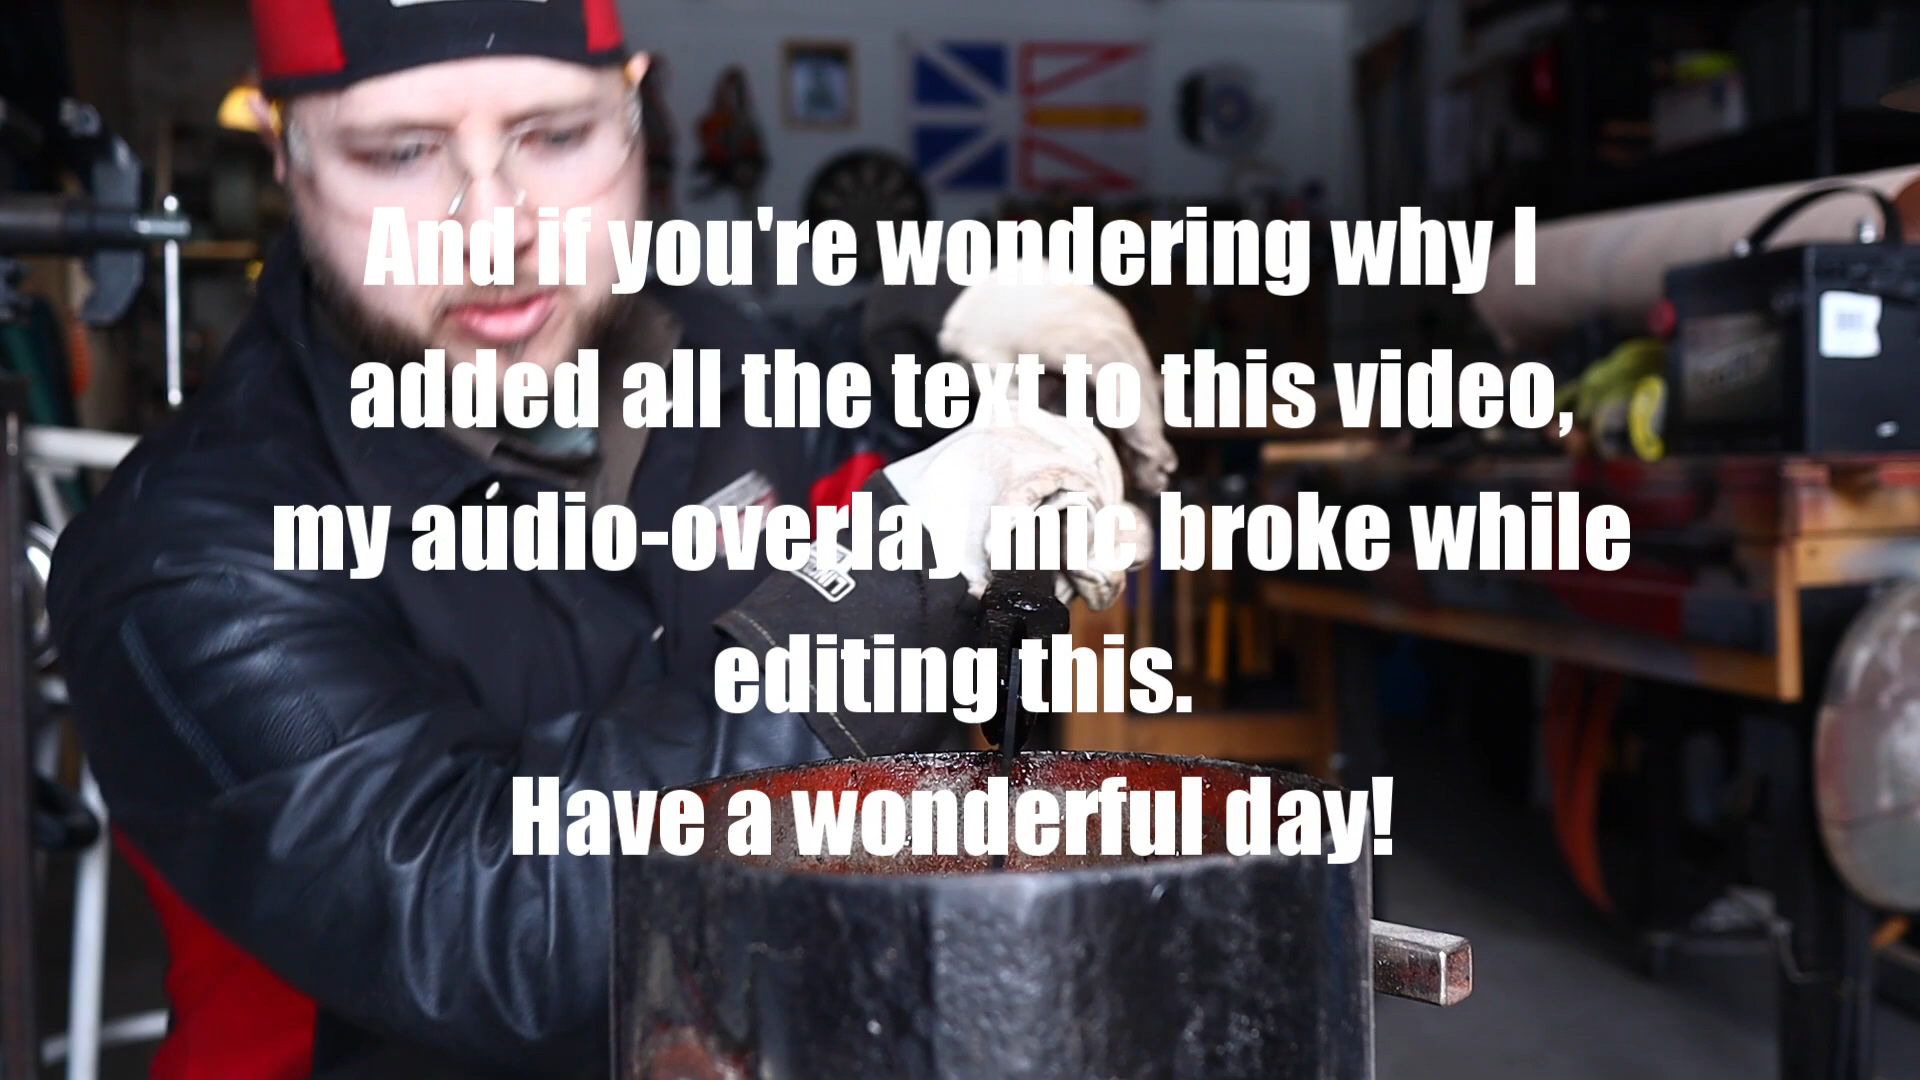 And if you're wondering why I
added all the text to this video,
my audio-overlay mic broke while
editing this.
Have a wonderful day!